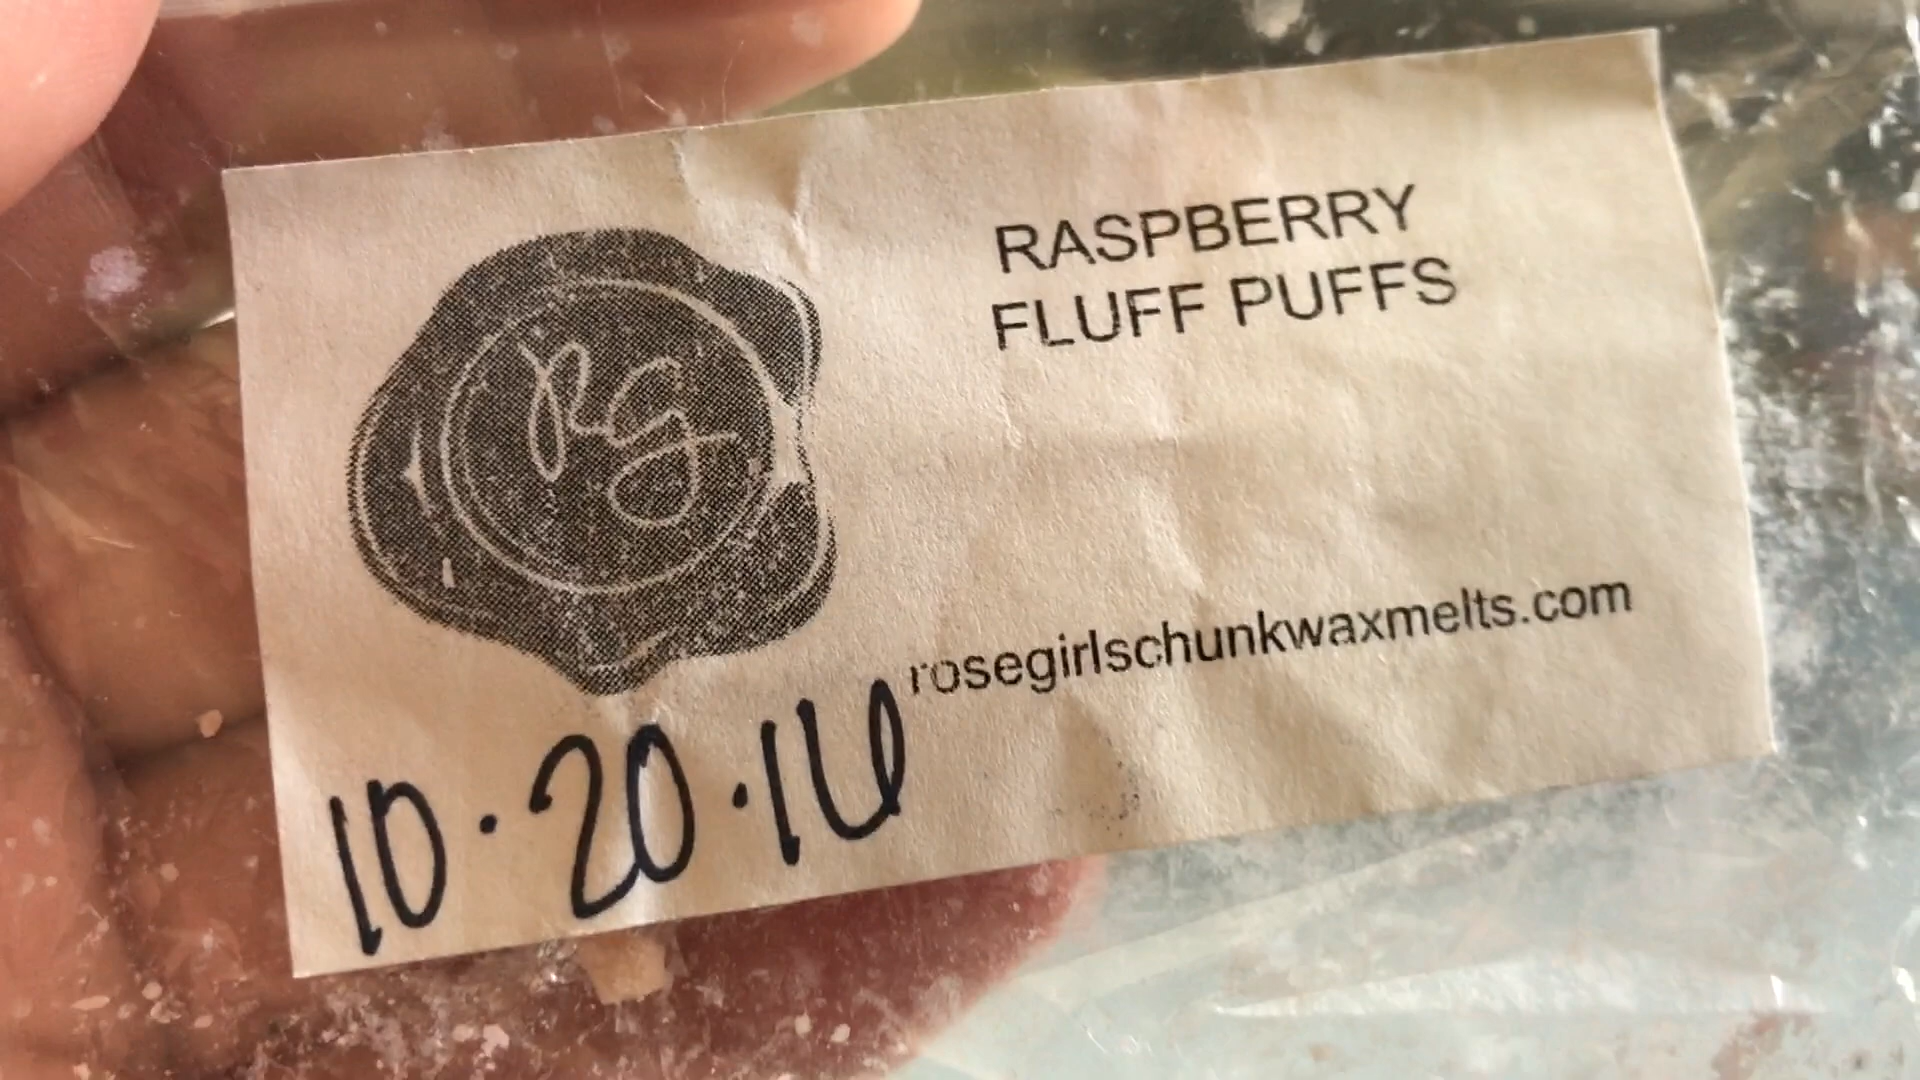 RG
RASPBERRY
FLUFF PUFFS
rosegirlschunkwaxmelts.com
10·20·16